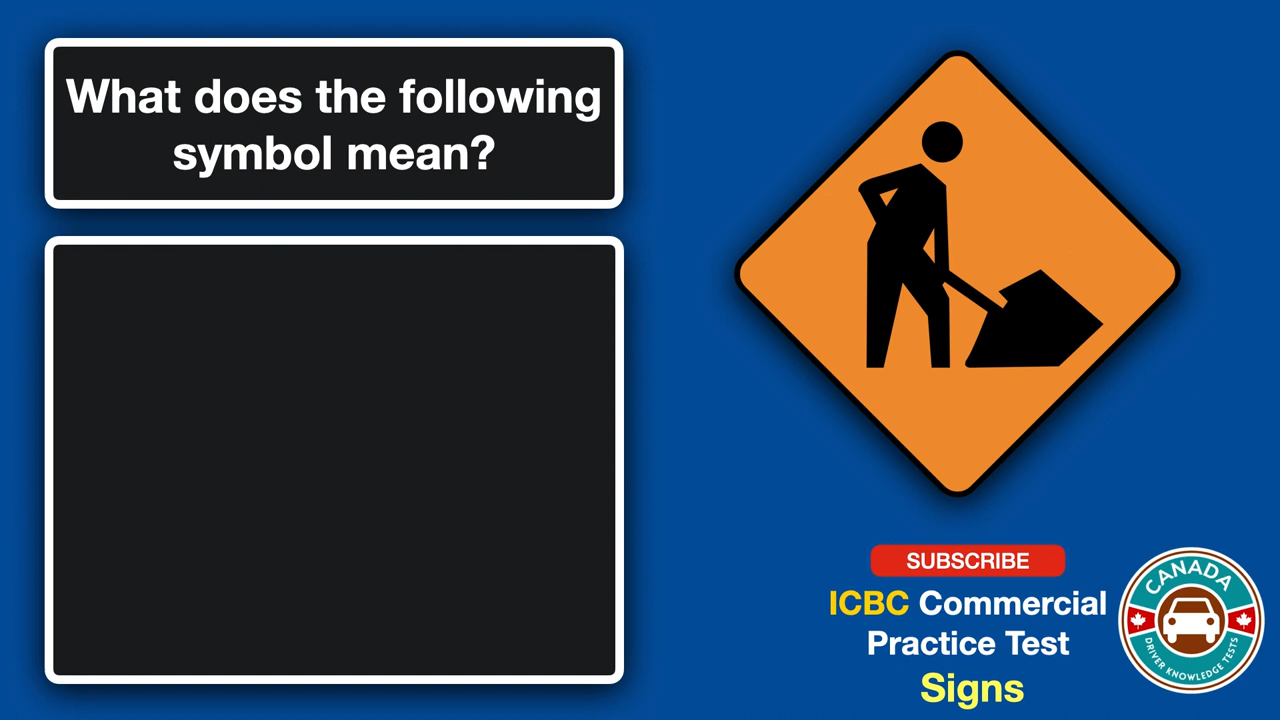 What does the following
symbol mean?
SUBSCRIBE
ICBC Commercial
Practice Test
Signs
CANADA
DRIVER KNOWLEDGE TESTS